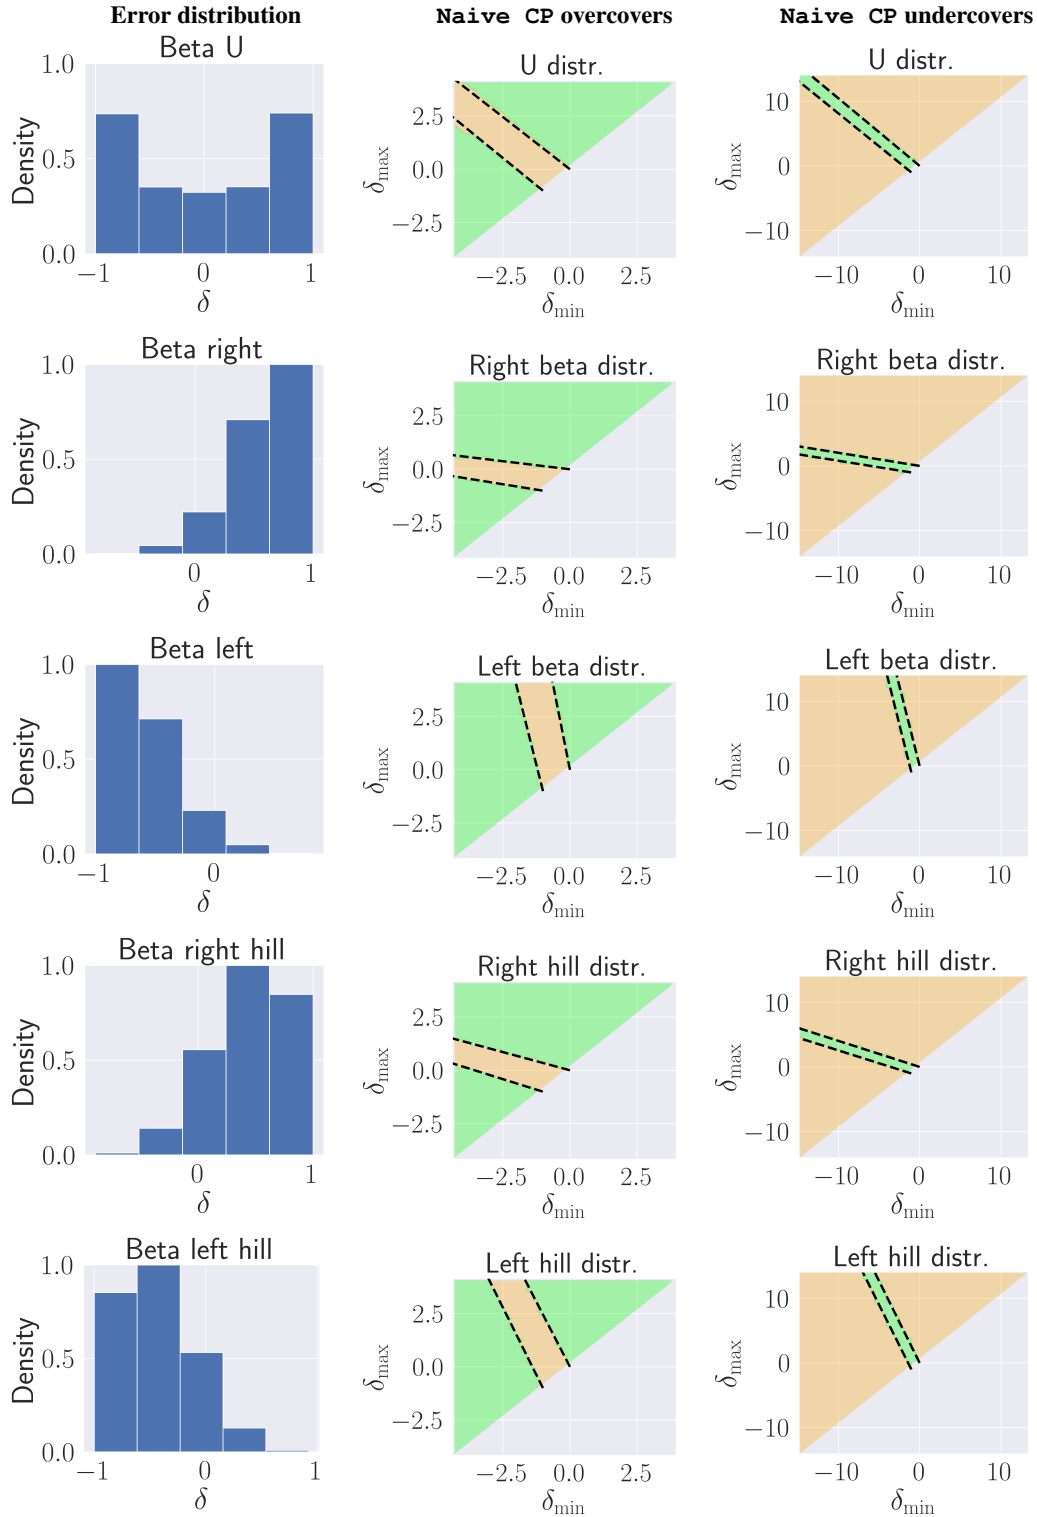 Error distribution
Naive CP overcovers
Naive CP undercovers
Beta U
1.0
0.5
0.0
Density
−1
0
1
δ
U distr.
2.5
0.0
−2.5
δmax
−2.5
0.0
2.5
δmin
U distr.
10
0
−10
δmax
−10
0
10
δmin
Beta right
1.0
0.5
0.0
Density
0
1
δ
Right beta distr.
2.5
0.0
−2.5
δmax
−2.5
0.0
2.5
δmin
Right beta distr.
10
0
−10
δmax
−10
0
10
δmin
Beta left
1.0
0.5
0.0
Density
−1
0
δ
Left beta distr.
2.5
0.0
−2.5
δmax
−2.5
0.0
2.5
δmin
Left beta distr.
10
0
−10
δmax
−10
0
10
δmin
Beta right hill
1.0
0.5
0.0
Density
0
1
δ
Right hill distr.
2.5
0.0
−2.5
δmax
−2.5
0.0
2.5
δmin
Right hill distr.
10
0
−10
δmax
−10
0
10
δmin
Beta left hill
1.0
0.5
0.0
Density
−1
0
1
δ
Left hill distr.
2.5
0.0
−2.5
δmax
−2.5
0.0
2.5
δmin
Left hill distr.
10
0
−10
δmax
−10
0
10
δmin